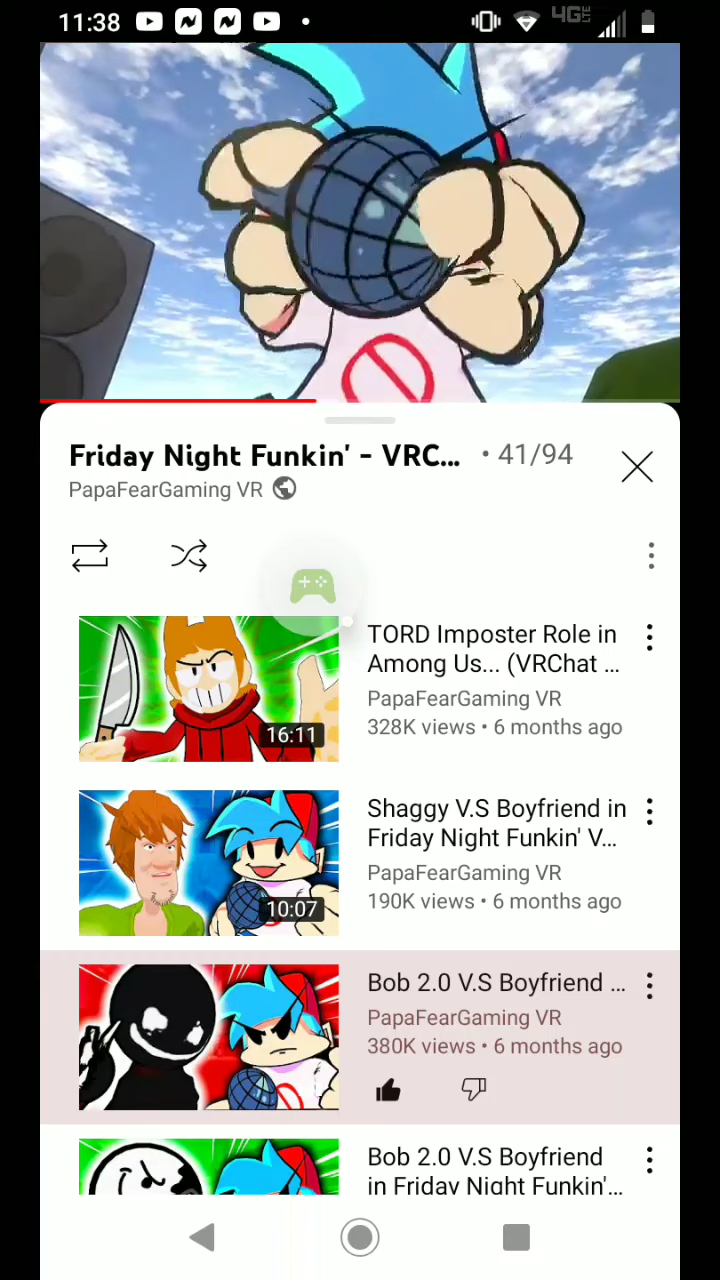 11:38
4G LTE
Friday Night Funkin' - VRC... • 41/94
PapaFearGaming VR
16:11
TORD Imposter Role in
Among Us... (VRChat ...
PapaFearGaming VR
328K views • 6 months ago
10:07
Shaggy V.S Boyfriend in
Friday Night Funkin' V...
PapaFearGaming VR
190K views • 6 months ago
Bob 2.0 V.S Boyfriend ...
PapaFearGaming VR
380K views • 6 months ago
Bob 2.0 V.S Boyfriend
in Friday Night Funkin'...